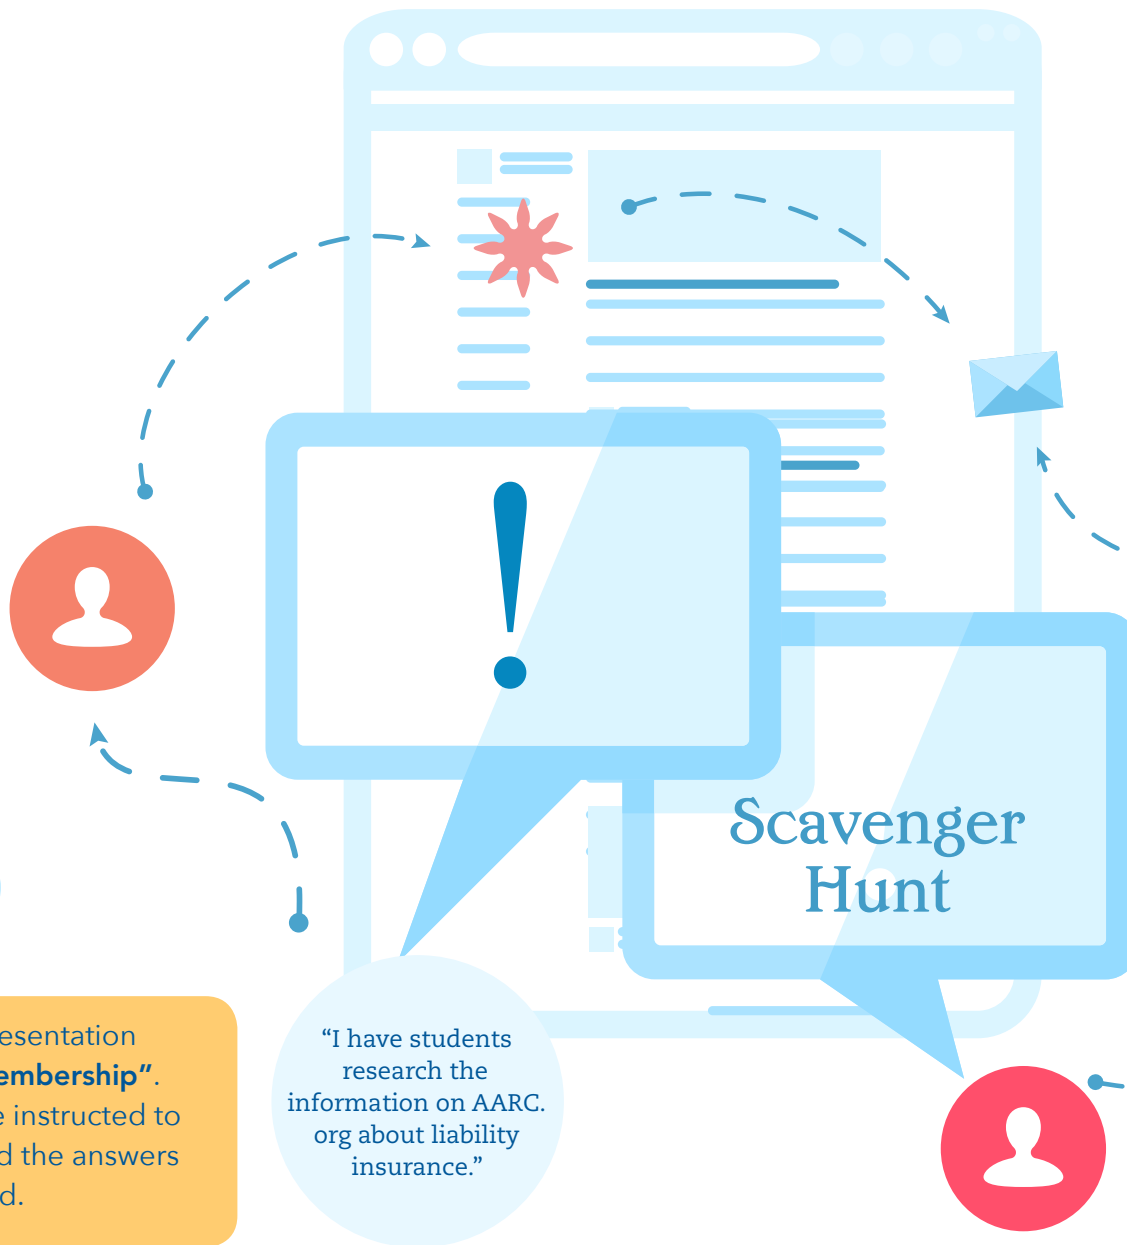 !
Scavenger
Hunt
esentation
embership”.
e instructed to
d the answers
d.
“I have students
research the
information on AARC.
org about liability
insurance.”